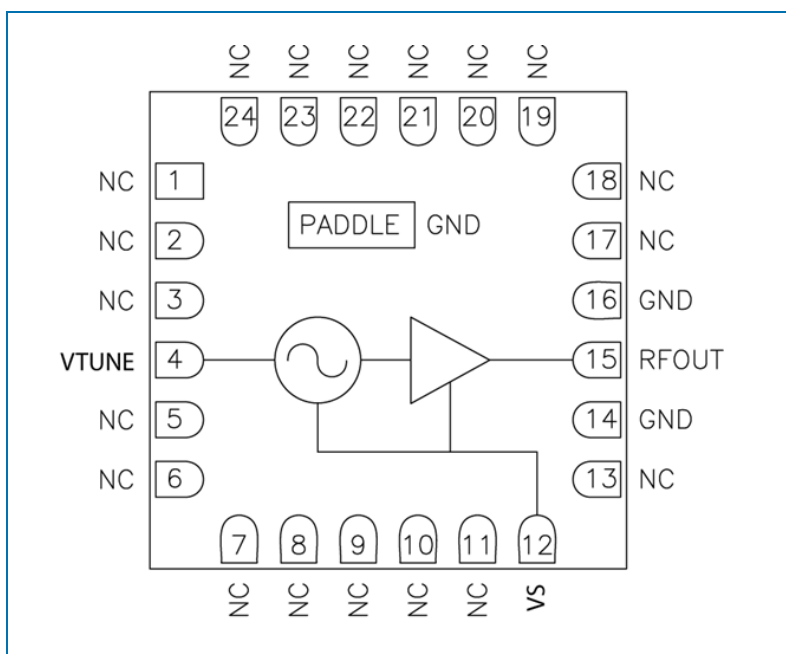 NC NC NC NC NC NC
24 23 22 21 20 19
NC 1 18 NC
NC 2 PADDLE GND 17 NC
NC 3 16 GND
VTUNE 4 15 RFOUT
NC 5 14 GND
NC 6 13 NC
7 8 9 10 11 12
NC NC NC NC NC VS